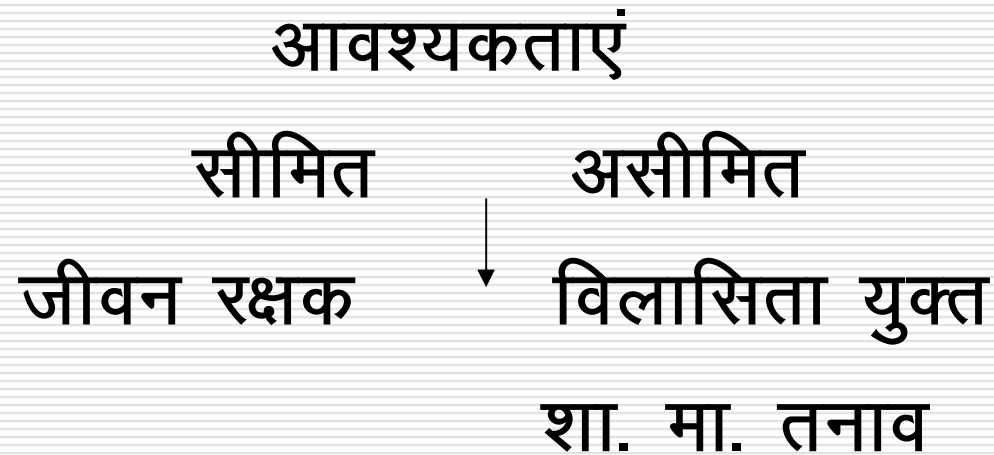 आवश्यकताएं
सीमित असीमित
जीवन रक्षक विलासिता युक्त
शा. मा. तनाव